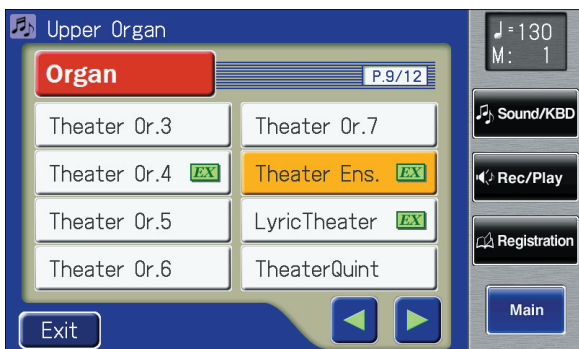 Upper Organ
♩=130
M: 1
Organ
P.9/12
Theater Or.3
Theater Or.7
Theater Or.4 EX
Theater Ens. EX
Theater Or.5
LyricTheater EX
Theater Or.6
TheaterQuint
Exit
Sound/KBD
Rec/Play
Registration
Main